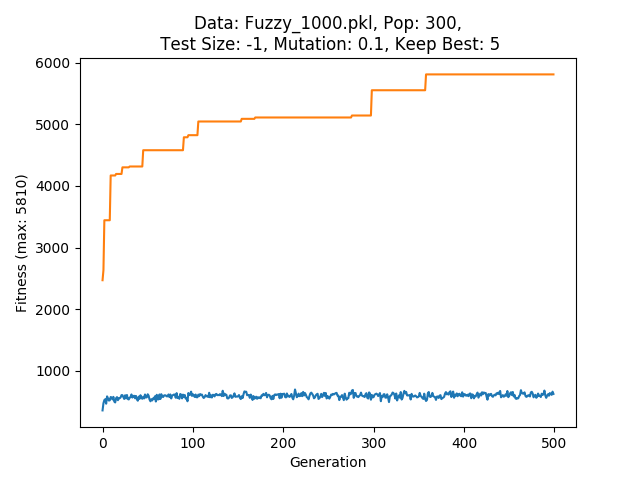 Data: Fuzzy_1000.pkl, Pop: 300,
Test Size: -1, Mutation: 0.1, Keep Best: 5
6000
5000
4000
3000
2000
1000
Fitness (max: 5810)
0 100 200 300 400 500
Generation